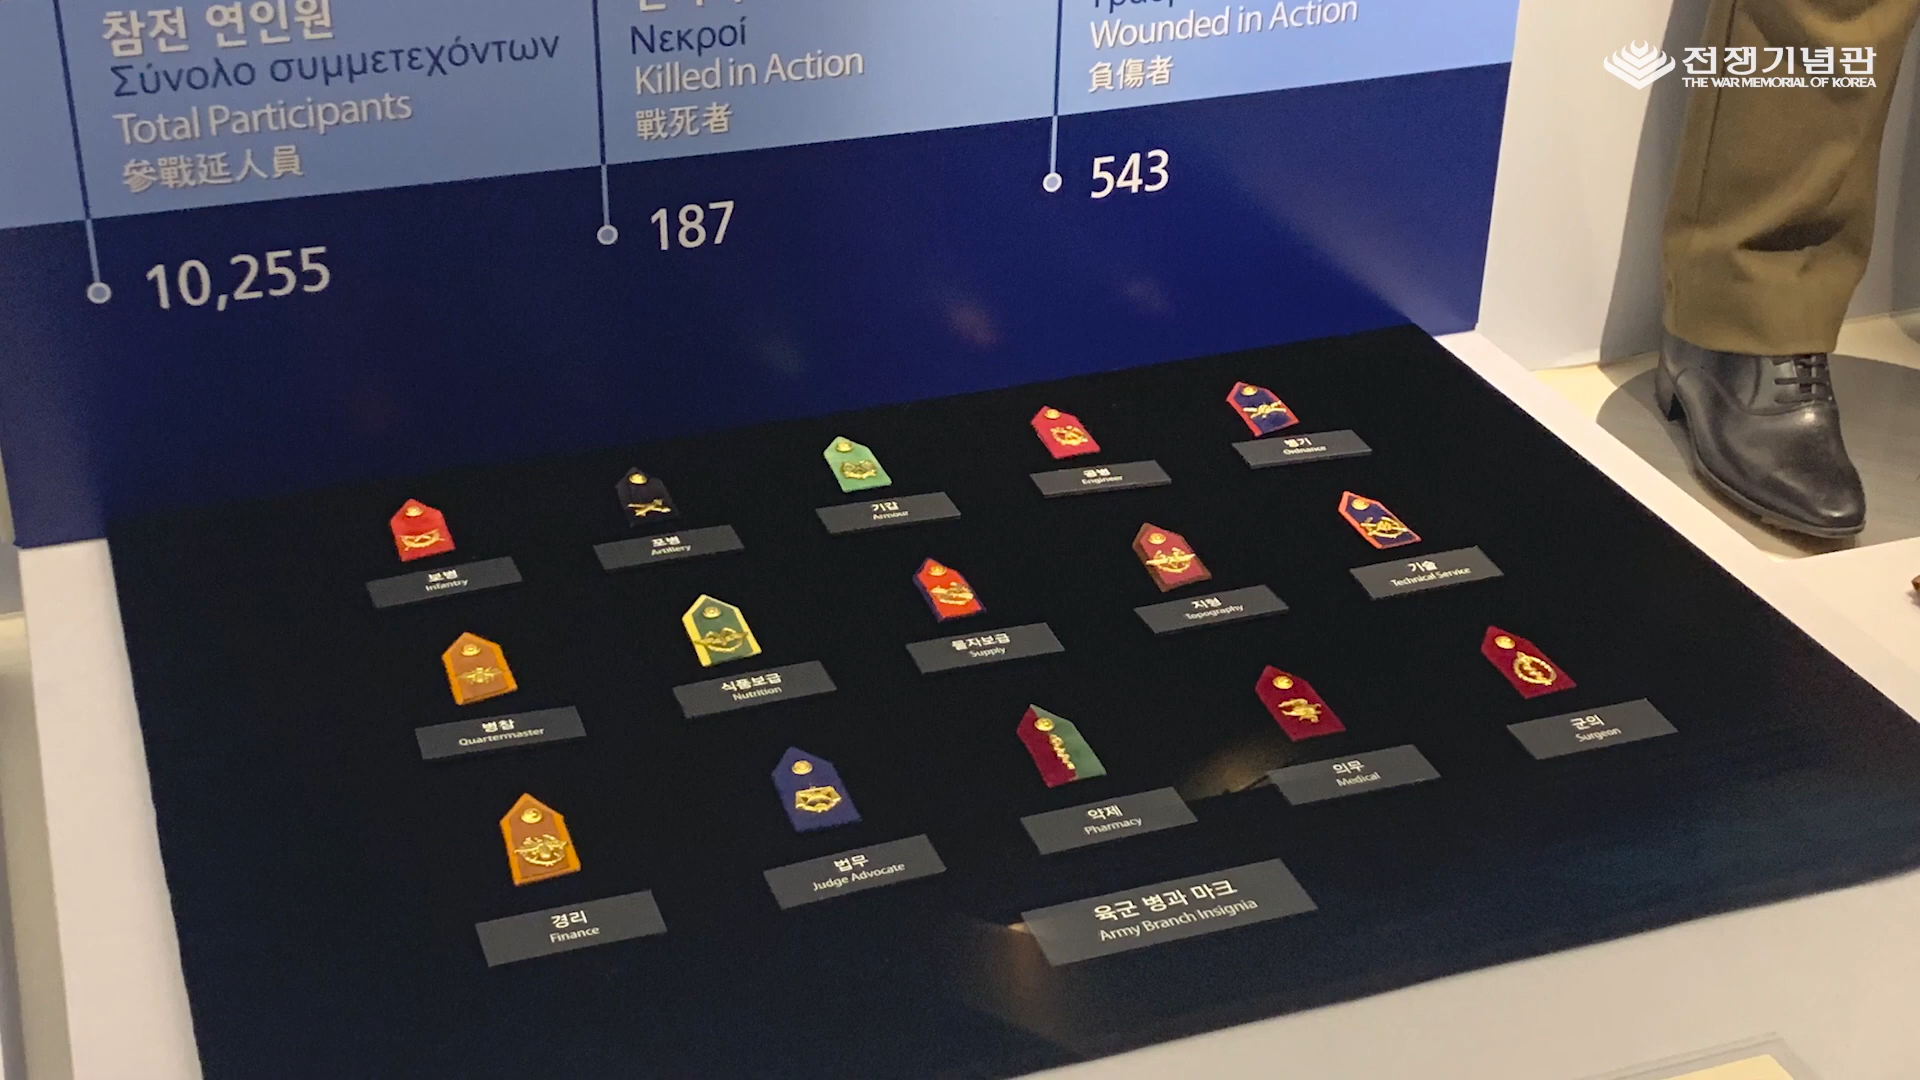 참전 연인원
Σύνολο συμμετεχόντων
Total Participants
參戰延人員
10,255
Νεκροί
Killed in Action
戰死者
187
Wounded in Action
負傷者
543
전쟁기념관
THE WAR MEMORIAL OF KOREA
보병
Infantry
포병
Artillery
기갑
Armour
공병
Engineer
병기
Ordnance
병참
Quartermaster
식품보급
Nutrition
물자보급
Supply
지형
Topography
기술
Technical Service
경리
Finance
법무
Judge Advocate
약제
Pharmacy
의무
Medical
군의
Surgeon
육군 병과 마크
Army Branch Insignia